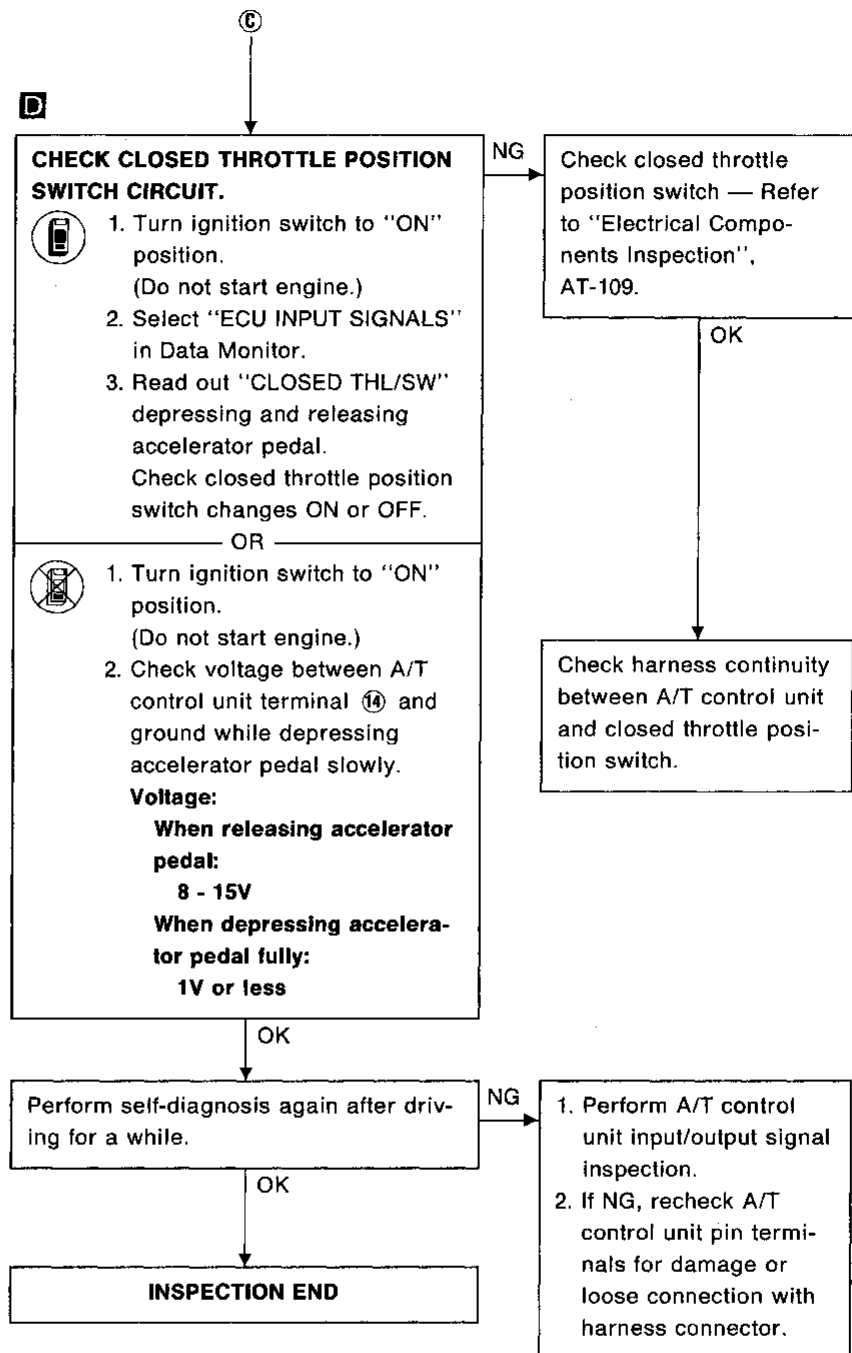 Ⓒ
D
CHECK CLOSED THROTTLE POSITION
SWITCH CIRCUIT.
1. Turn ignition switch to "ON"
position.
(Do not start engine.)
2. Select "ECU INPUT SIGNALS"
in Data Monitor.
3. Read out "CLOSED THL/SW"
depressing and releasing
accelerator pedal.
Check closed throttle position
switch changes ON or OFF.
OR
1. Turn ignition switch to "ON"
position.
(Do not start engine.)
2. Check voltage between A/T
control unit terminal ⑭ and
ground while depressing
accelerator pedal slowly.
Voltage:
When releasing accelerator
pedal:
8 - 15V
When depressing accelera-
tor pedal fully:
1V or less
NG
Check closed throttle
position switch — Refer
to "Electrical Compo-
nents Inspection",
AT-109.
OK
Check harness continuity
between A/T control unit
and closed throttle posi-
tion switch.
OK
Perform self-diagnosis again after driv-
ing for a while.
NG
1. Perform A/T control
unit input/output signal
inspection.
2. If NG, recheck A/T
control unit pin termi-
nals for damage or
loose connection with
harness connector.
OK
INSPECTION END